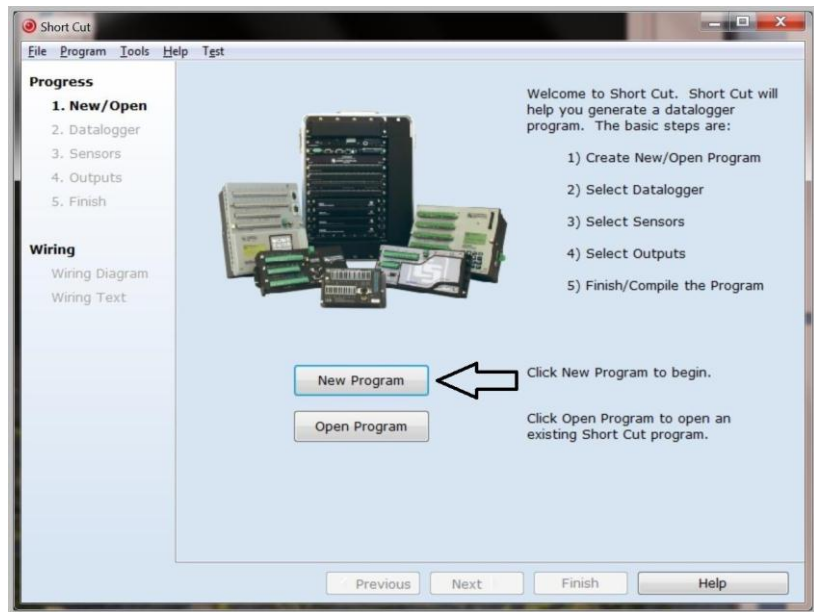 Short Cut
File Program Tools Help Test
Progress
1. New/Open
2. Datalogger
3. Sensors
4. Outputs
5. Finish
Wiring
Wiring Diagram
Wiring Text
Welcome to Short Cut. Short Cut will
help you generate a datalogger
program. The basic steps are:
1) Create New/Open Program
2) Select Datalogger
3) Select Sensors
4) Select Outputs
5) Finish/Compile the Program
New Program
Click New Program to begin.
Open Program
Click Open Program to open an
existing Short Cut program.
Previous Next Finish Help